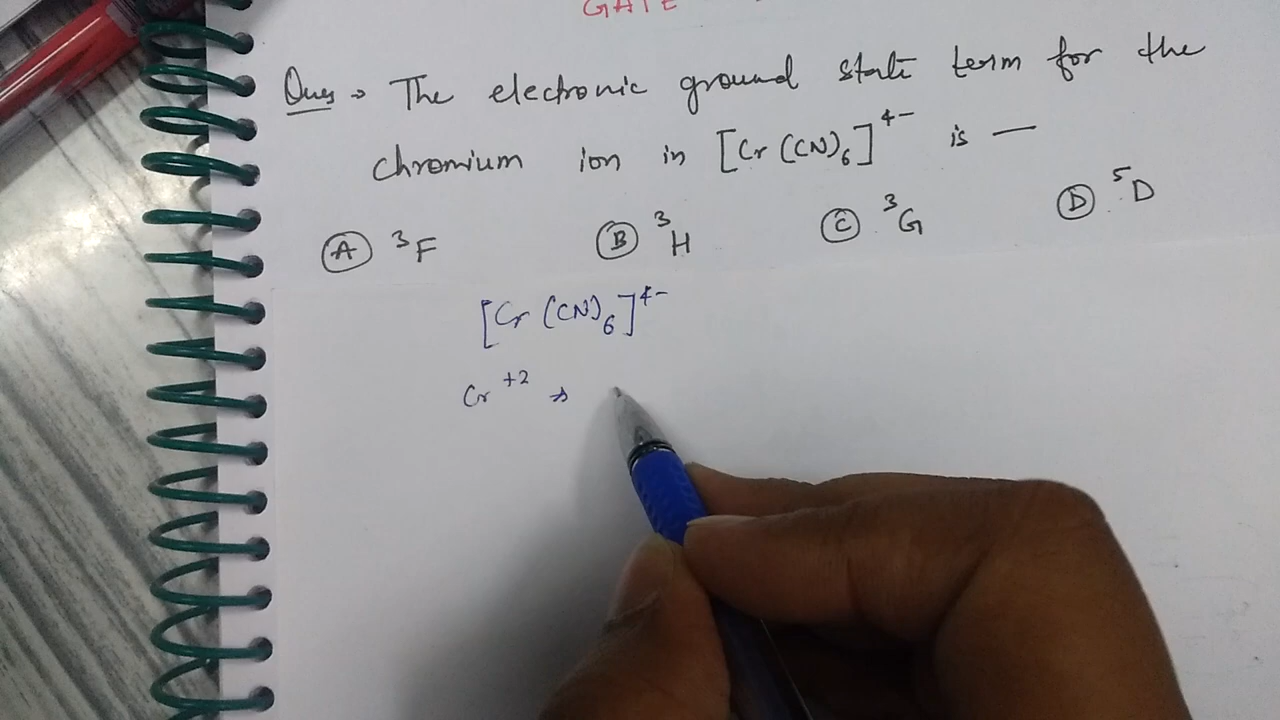 GATE
Ques → The electronic ground state term for the
chromium ion in [Cr(CN)₆]⁴⁻ is —
Ⓐ ³F Ⓑ ³H Ⓒ ³G Ⓓ ⁵D
[Cr(CN)₆]⁴⁻
Cr⁺² →